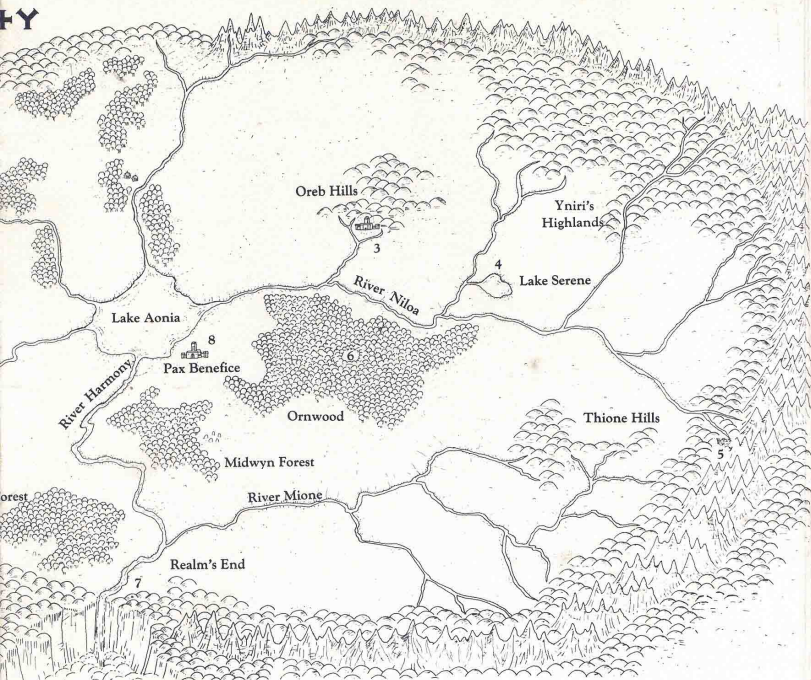 Y
Oreb Hills
3
Yniri's
Highlands
4
Lake Serene
River Niloa
Lake Aonia
8
Pax Benefice
6
River Harmony
Ornwood
Thione Hills
5
Midwyn Forest
orest
River Mione
Realm's End
7